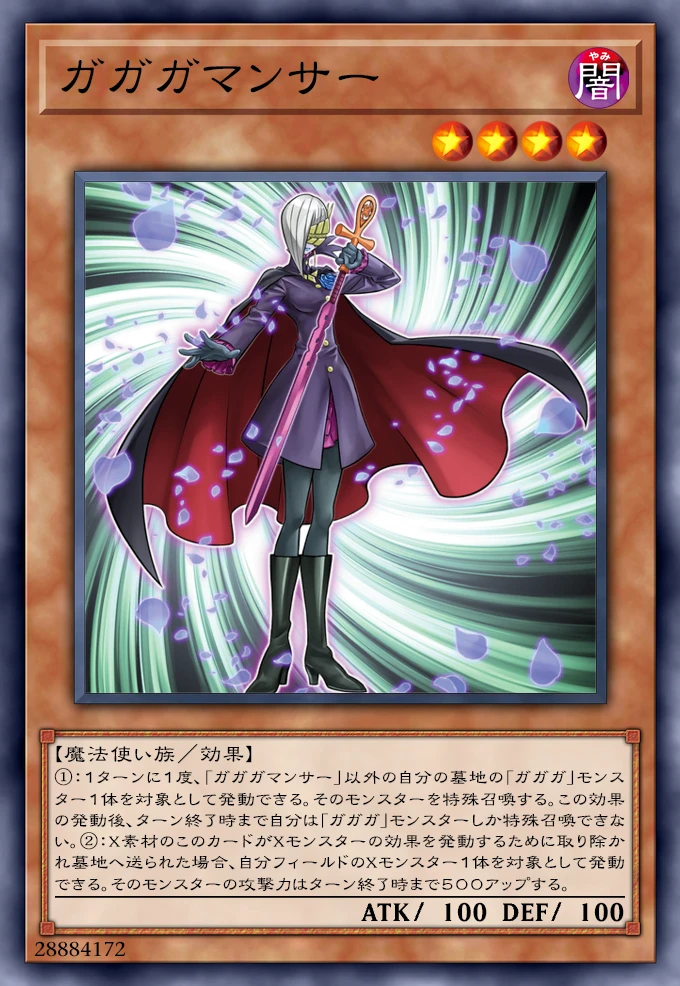 ガガガマンサー
やみ
闇
【魔法使い族／効果】
①：１ターンに１度、「ガガガマンサー」以外の自分の墓地の「ガガガ」モンス
ター１体を対象として発動できる。そのモンスターを特殊召喚する。この効果
の発動後、ターン終了時まで自分は「ガガガ」モンスターしか特殊召喚できな
い。②：X素材のこのカードがXモンスターの効果を発動するために取り除か
れ墓地へ送られた場合、自分フィールドのXモンスター１体を対象として発動
できる。そのモンスターの攻撃力はターン終了時まで５００アップする。
ATK/ 100 DEF/ 100
28884172